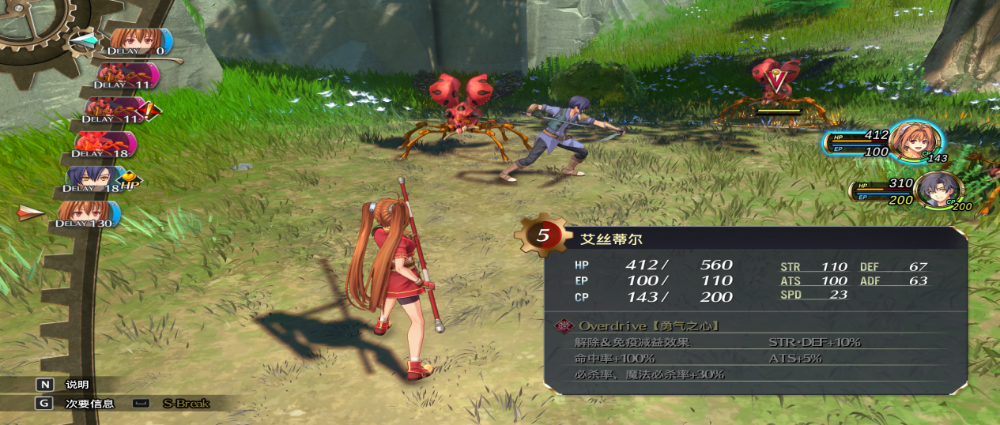 DELAY 0
DELAY 11
DELAY 11
DELAY 18
DELAY 18 HP
DELAY 130
HP 412
EP 100
CP 143
HP 310
EP 200
CP 200
5 艾丝蒂尔
HP 412/ 560 STR 110 DEF 67
EP 100/ 110 ATS 100 ADF 63
CP 143/ 200 SPD 23
Overdrive【勇气之心】
解除&免疫减益效果 STR・DEF+10%
命中率+100% ATS+5%
必杀率、魔法必杀率+30%
N 说明
G 次要信息 S-Break